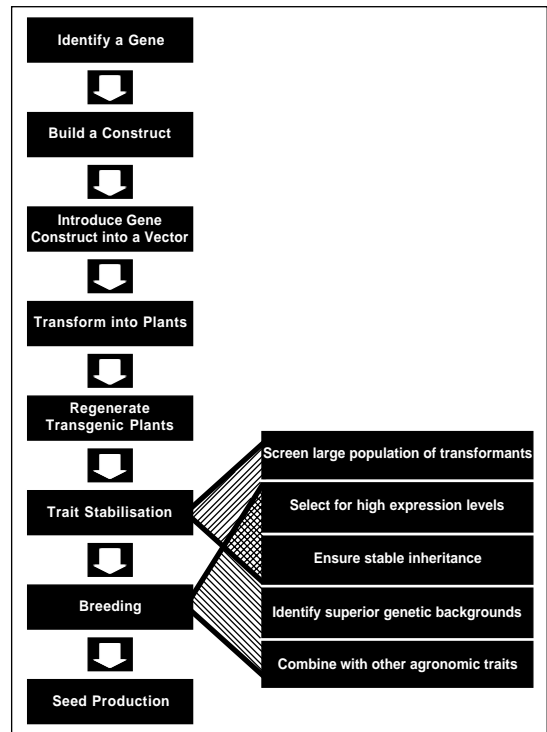 Identify a Gene
Build a Construct
Introduce Gene
Construct into a Vector
Transform into Plants
Regenerate
Transgenic Plants
Trait Stabilisation
Breeding
Seed Production
Screen large population of transformants
Select for high expression levels
Ensure stable inheritance
Identify superior genetic backgrounds
Combine with other agronomic traits